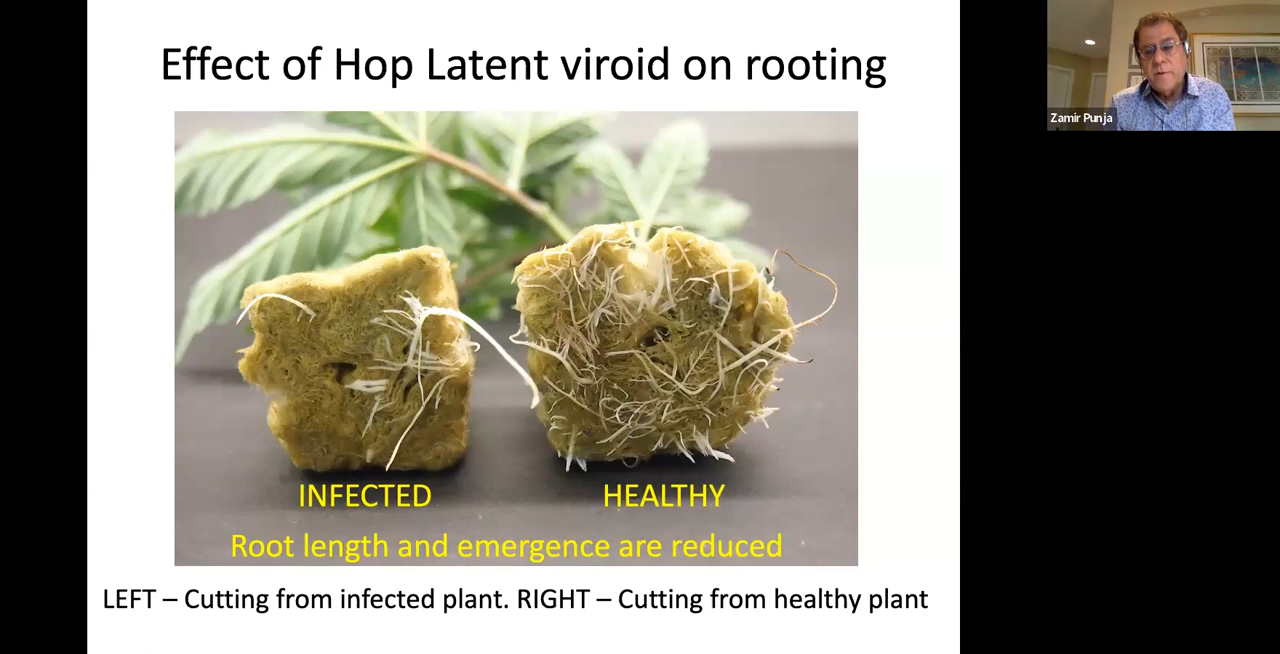 Effect of Hop Latent viroid on rooting
Zamir Punja
INFECTED
HEALTHY
Root length and emergence are reduced
LEFT – Cutting from infected plant. RIGHT – Cutting from healthy plant